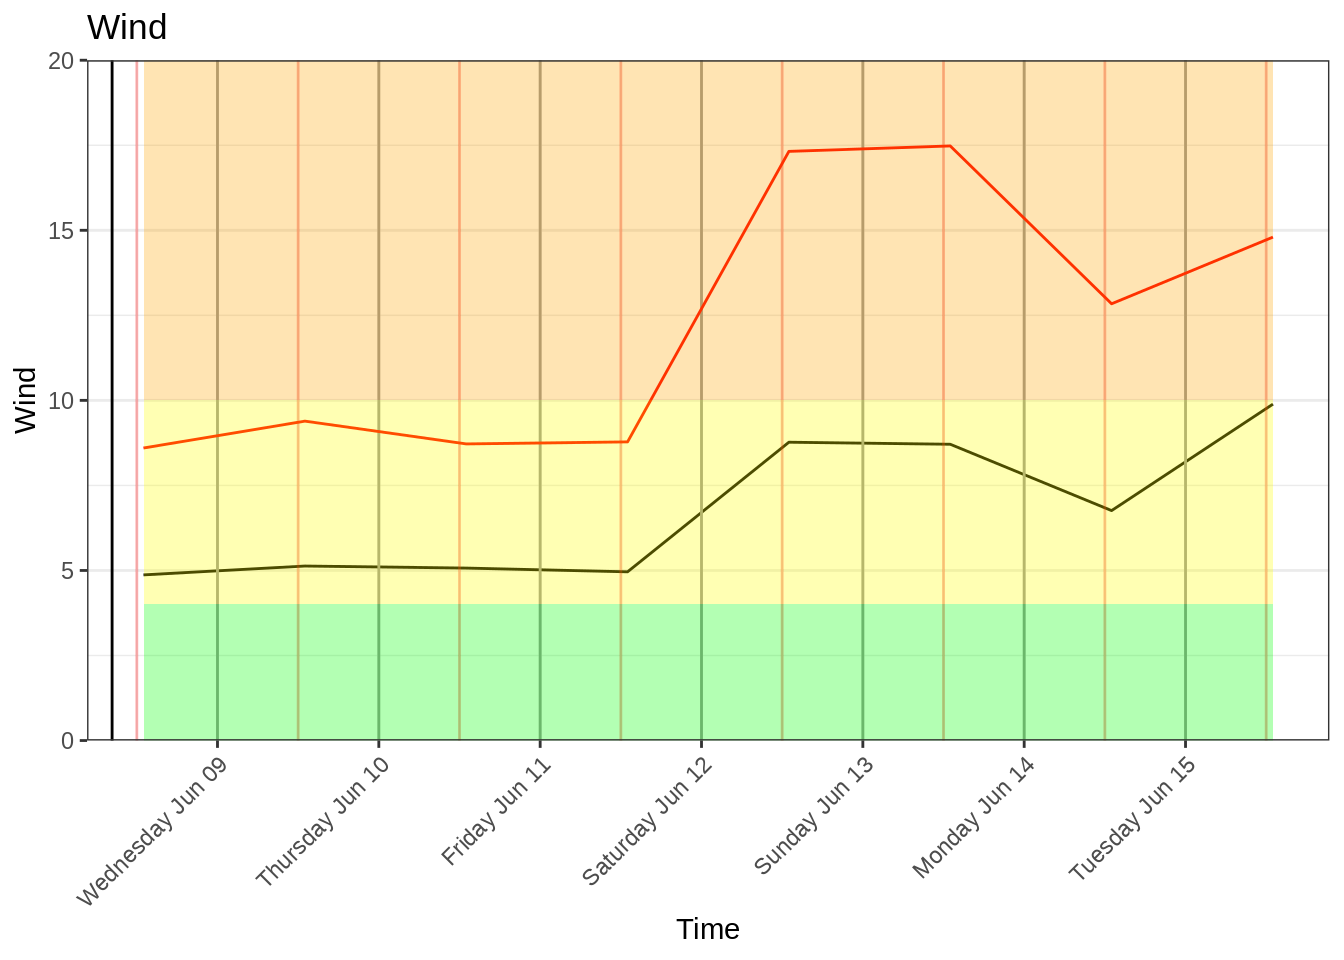 Wind
20
15
10
5
0
Wind
Wednesday Jun 09
Thursday Jun 10
Friday Jun 11
Saturday Jun 12
Sunday Jun 13
Monday Jun 14
Tuesday Jun 15
Time